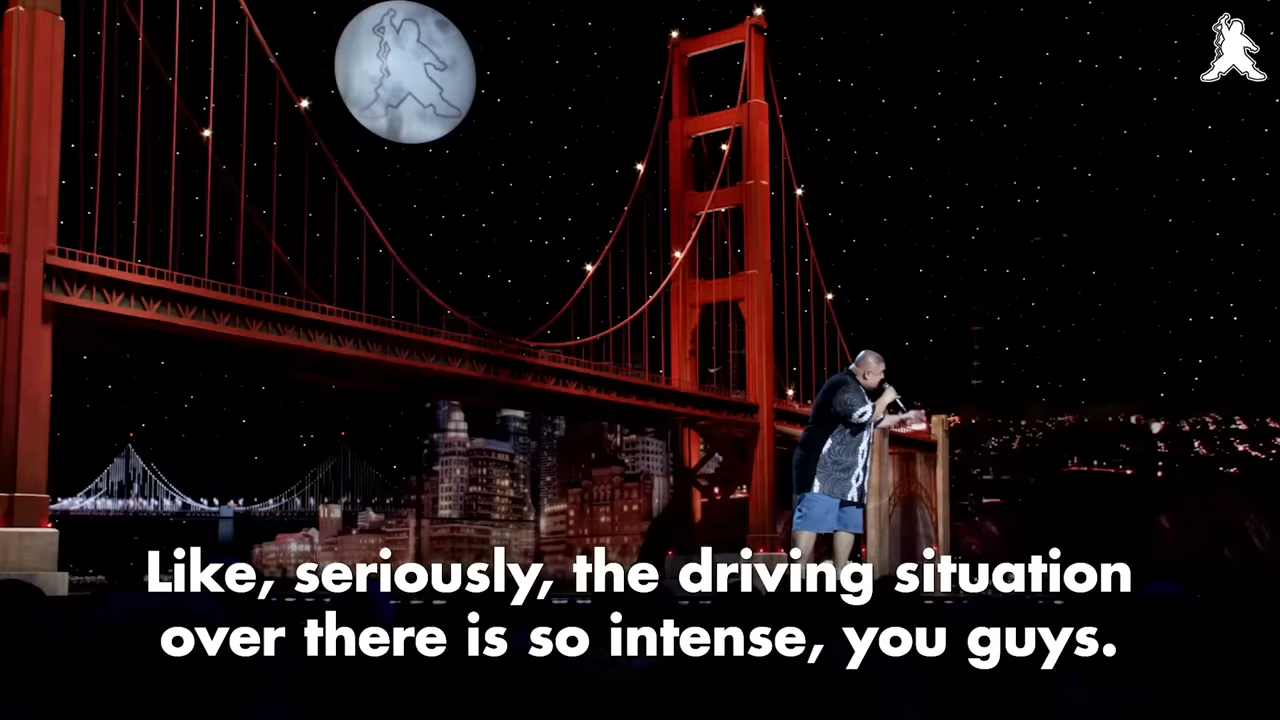 Like, seriously, the driving situation
over there is so intense, you guys.